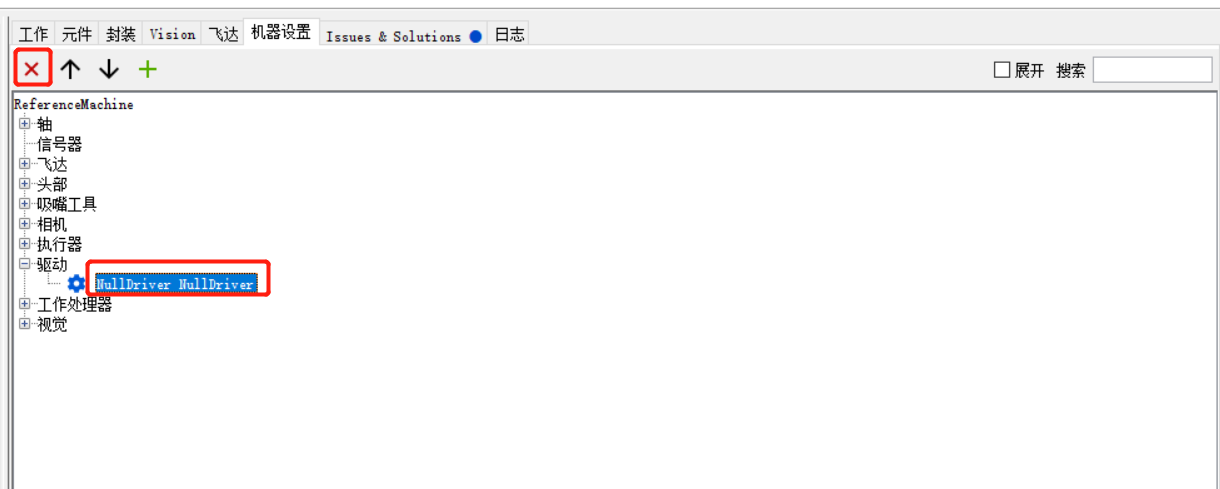 工作 元件 封装 Vision 飞达 机器设置 Issues & Solutions 日志
展开 搜索
ReferenceMachine
轴
信号器
飞达
头部
吸嘴工具
相机
执行器
驱动
NullDriver NullDriver
工作处理器
视觉